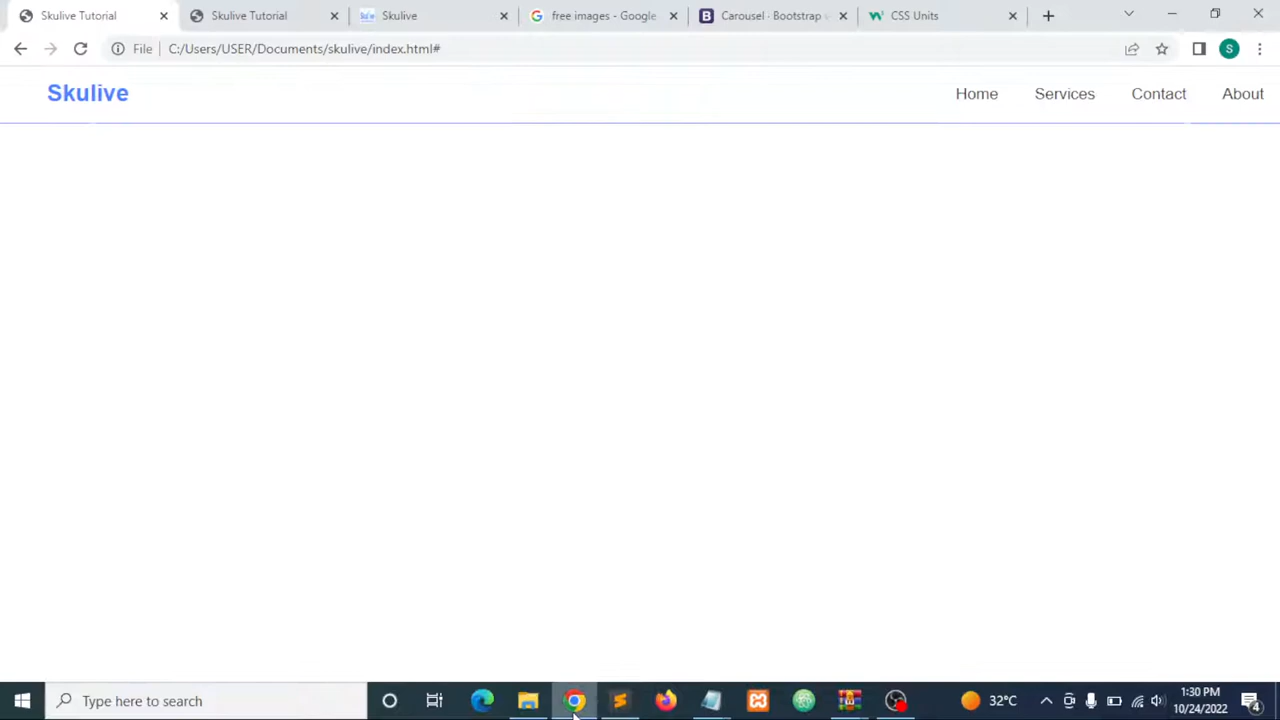 Skulive Tutorial
Skulive Tutorial
Skulive
free images - Google
Carousel · Bootstrap
CSS Units
File
C:/Users/USER/Documents/skulive/index.html#
S
Skulive
Home
Services
Contact
About
Type here to search
32°C
1:30 PM
10/24/2022
4